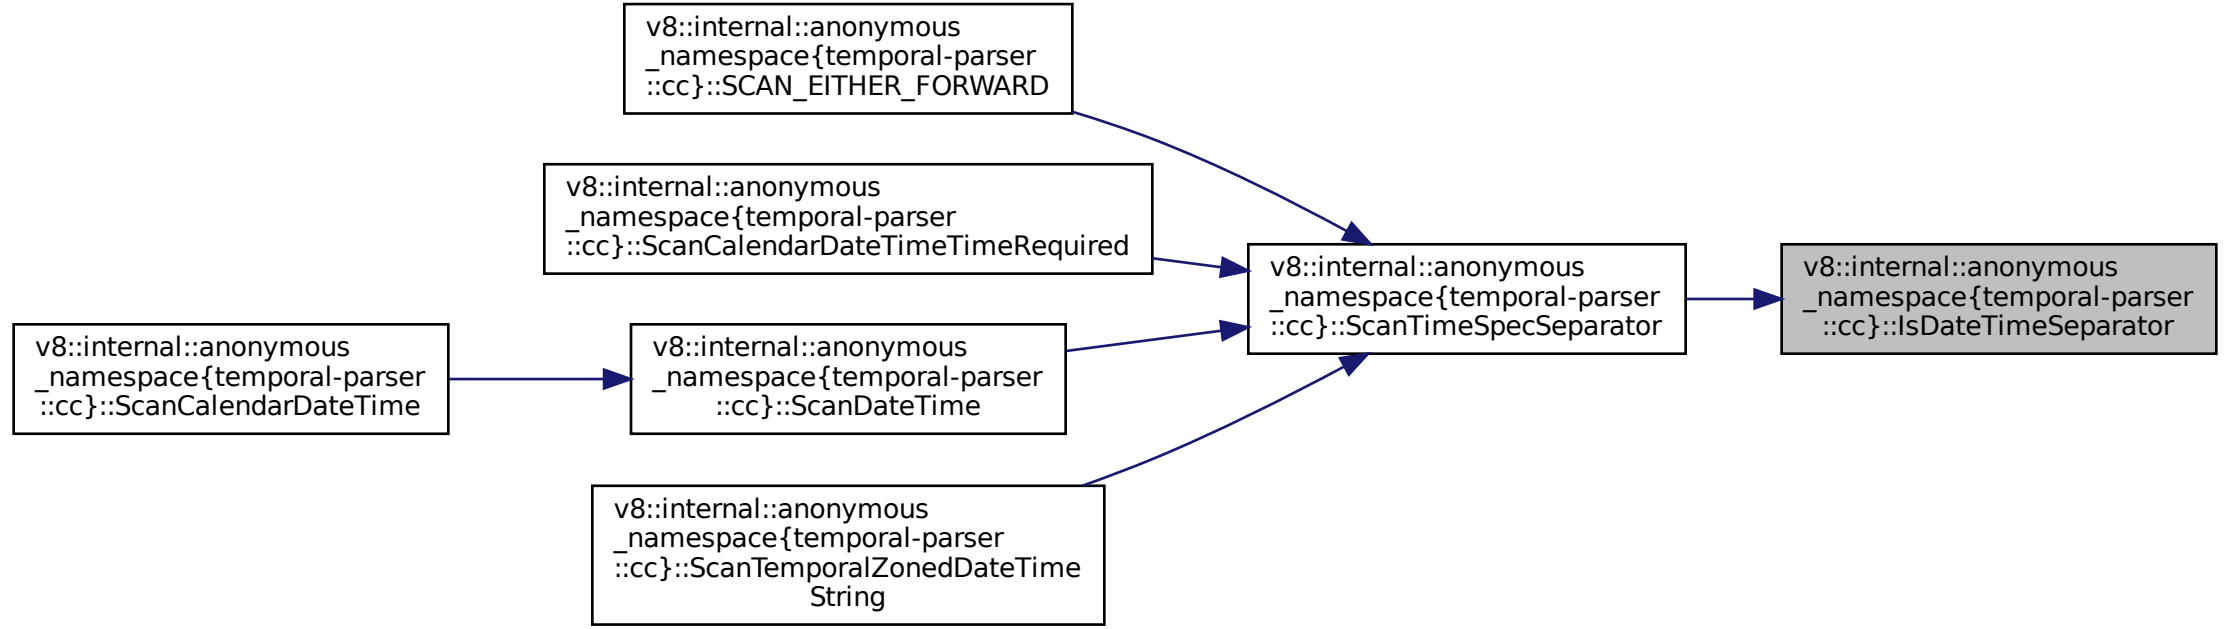 v8::internal::anonymous
_namespace{temporal-parser
::cc}::SCAN_EITHER_FORWARD
v8::internal::anonymous
_namespace{temporal-parser
::cc}::ScanCalendarDateTimeTimeRequired
v8::internal::anonymous
_namespace{temporal-parser
::cc}::ScanTimeSpecSeparator
v8::internal::anonymous
_namespace{temporal-parser
::cc}::IsDateTimeSeparator
v8::internal::anonymous
_namespace{temporal-parser
::cc}::ScanCalendarDateTime
v8::internal::anonymous
_namespace{temporal-parser
::cc}::ScanDateTime
v8::internal::anonymous
_namespace{temporal-parser
::cc}::ScanTemporalZonedDateTime
String